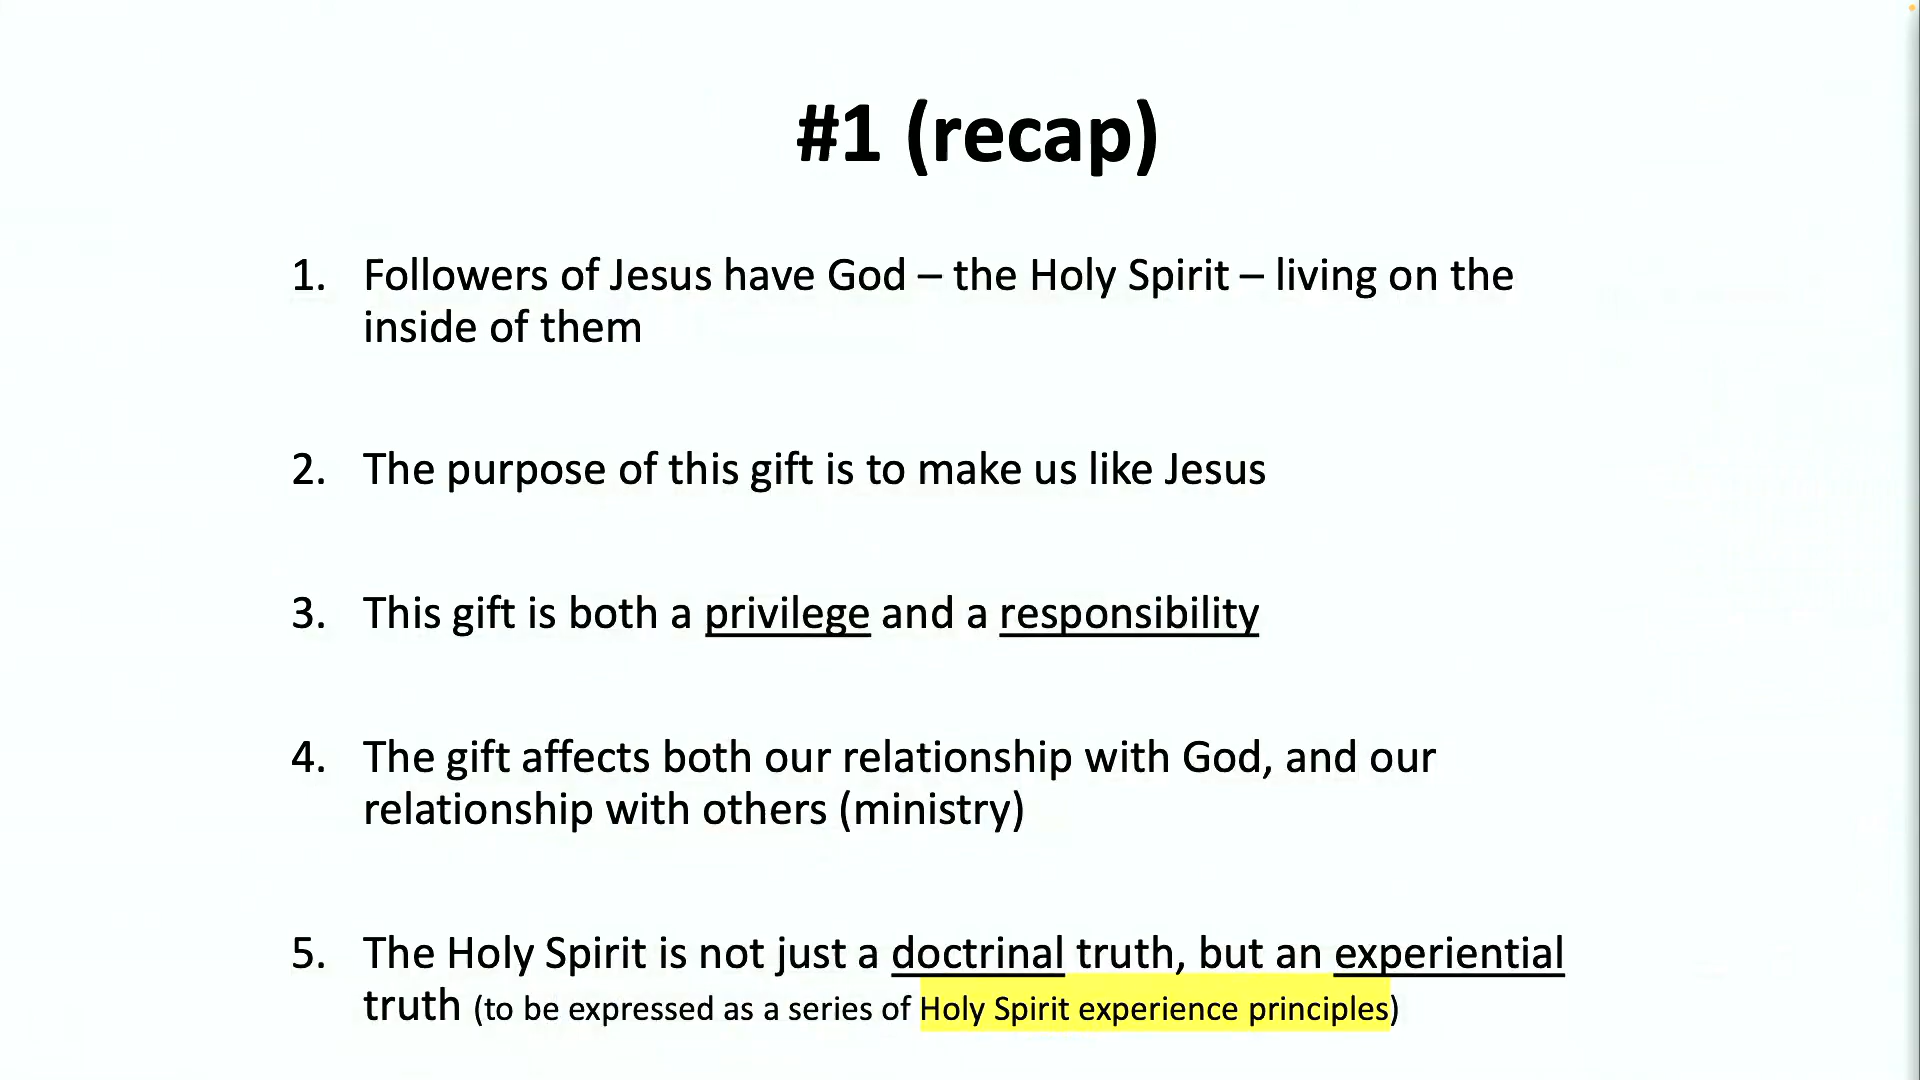 #1 (recap)
1. Followers of Jesus have God – the Holy Spirit – living on the
inside of them
2. The purpose of this gift is to make us like Jesus
3. This gift is both a privilege and a responsibility
4. The gift affects both our relationship with God, and our
relationship with others (ministry)
5. The Holy Spirit is not just a doctrinal truth, but an experiential
truth (to be expressed as a series of Holy Spirit experience principles)